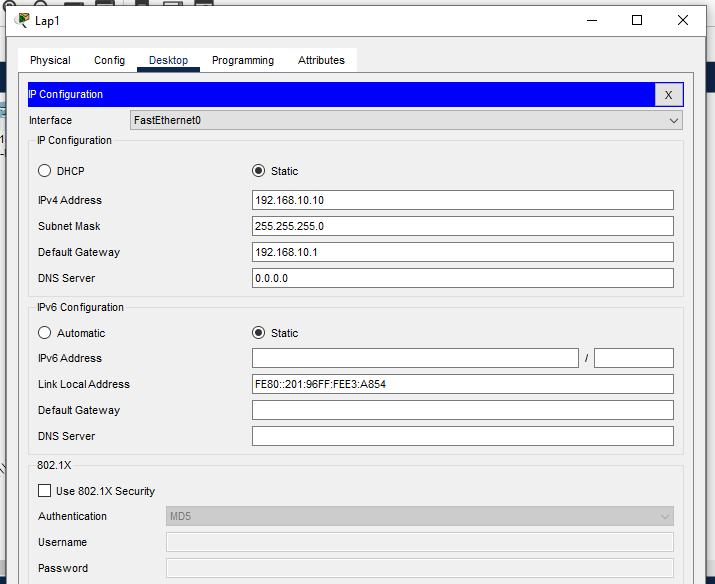 Lap1
Physical Config Desktop Programming Attributes
IP Configuration X
Interface FastEthernet0
IP Configuration
DHCP Static
IPv4 Address 192.168.10.10
Subnet Mask 255.255.255.0
Default Gateway 192.168.10.1
DNS Server 0.0.0.0
IPv6 Configuration
Automatic Static
IPv6 Address /
Link Local Address FE80::201:96FF:FEE3:A854
Default Gateway
DNS Server
802.1X
Use 802.1X Security
Authentication MD5
Username
Password